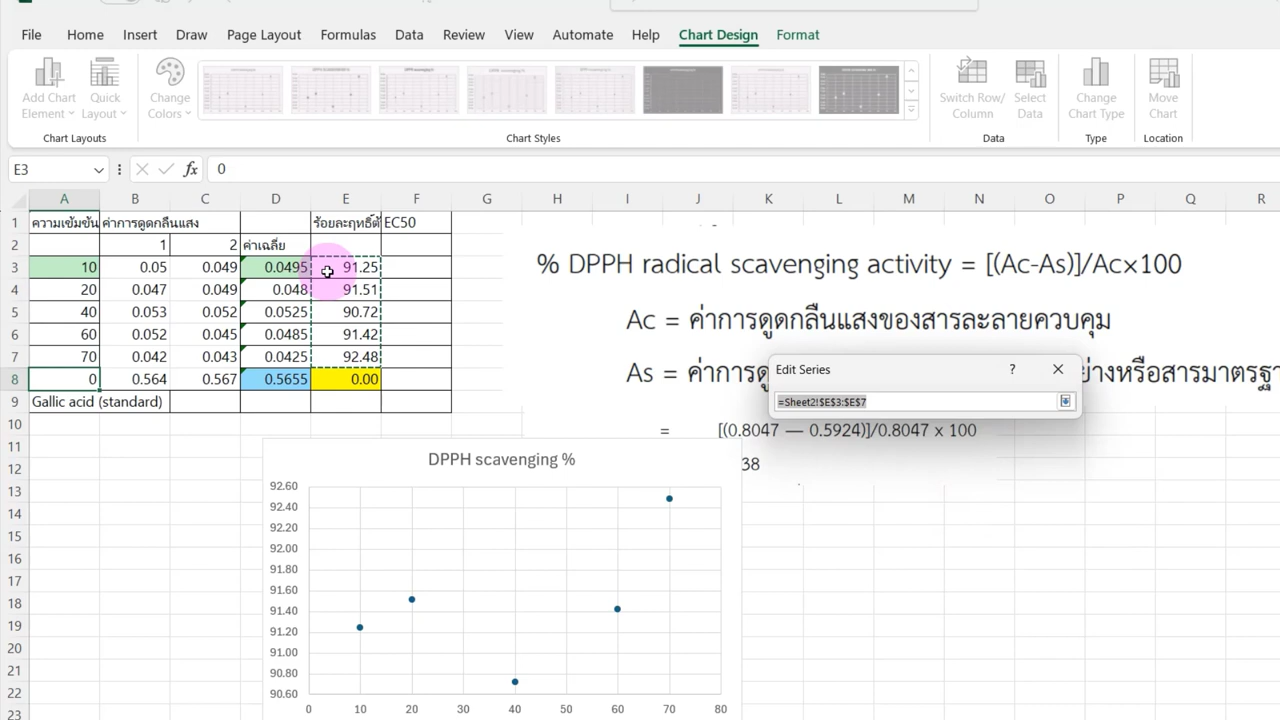 File Home Insert Draw Page Layout Formulas Data Review View Automate Help Chart Design Format
Add Chart Element Quick Layout Change Colors Switch Row/Column Select Data Change Chart Type Move Chart
Chart Layouts Chart Styles Data Type Location
E3 fx 0
A B C D E F G H I J K L M N O P Q R
1 ความเข้มข้น ค่าการดูดกลืนแสง ร้อยละฤทธิ์ต้ EC50
2 1 2 ค่าเฉลี่ย
3 10 0.05 0.049 0.0495 91.25
4 20 0.047 0.049 0.048 91.51
5 40 0.053 0.052 0.0525 90.72
6 60 0.052 0.045 0.0485 91.42
7 70 0.042 0.043 0.0425 92.48
8 0 0.564 0.567 0.5655 0.00
9 Gallic acid (standard)
10
11
12
13
14
15
16
17
18
19
20
21
22
23
% DPPH radical scavenging activity = [(Ac-As)]/Ac×100
Ac = ค่าการดูดกลืนแสงของสารละลายควบคุม
As = ค่าการดู ย่างหรือสารมาตรฐา
Edit Series ?
=Sheet2!$E$3:$E$7
= [(0.8047 — 0.5924)]/0.8047 x 100
38
DPPH scavenging %
92.60
92.40
92.20
92.00
91.80
91.60
91.40
91.20
91.00
90.80
90.60
0 10 20 30 40 50 60 70 80